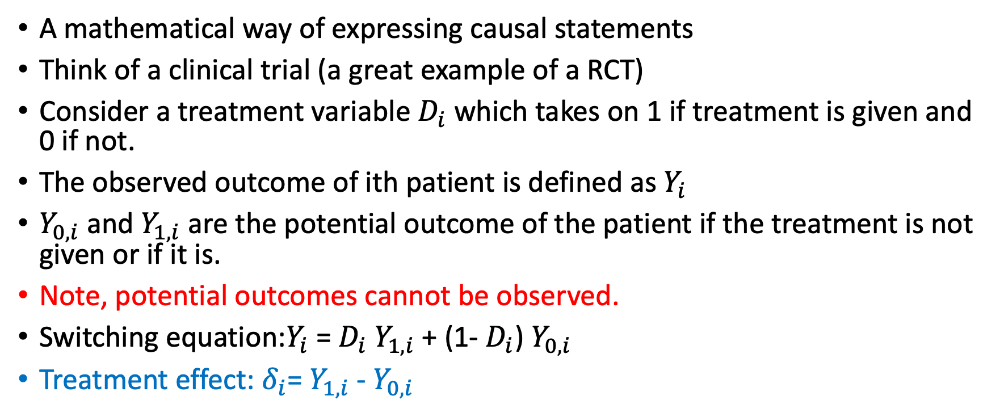 • A mathematical way of expressing causal statements
• Think of a clinical trial (a great example of a RCT)
• Consider a treatment variable $D_i$ which takes on 1 if treatment is given and
0 if not.
• The observed outcome of ith patient is defined as $Y_i$
• $Y_{0,i}$ and $Y_{1,i}$ are the potential outcome of the patient if the treatment is not
given or if it is.
• Note, potential outcomes cannot be observed.
• Switching equation:$Y_i$ = $D_i$ $Y_{1,i}$ + (1- $D_i$) $Y_{0,i}$
• Treatment effect: $\delta_i$= $Y_{1,i}$ - $Y_{0,i}$